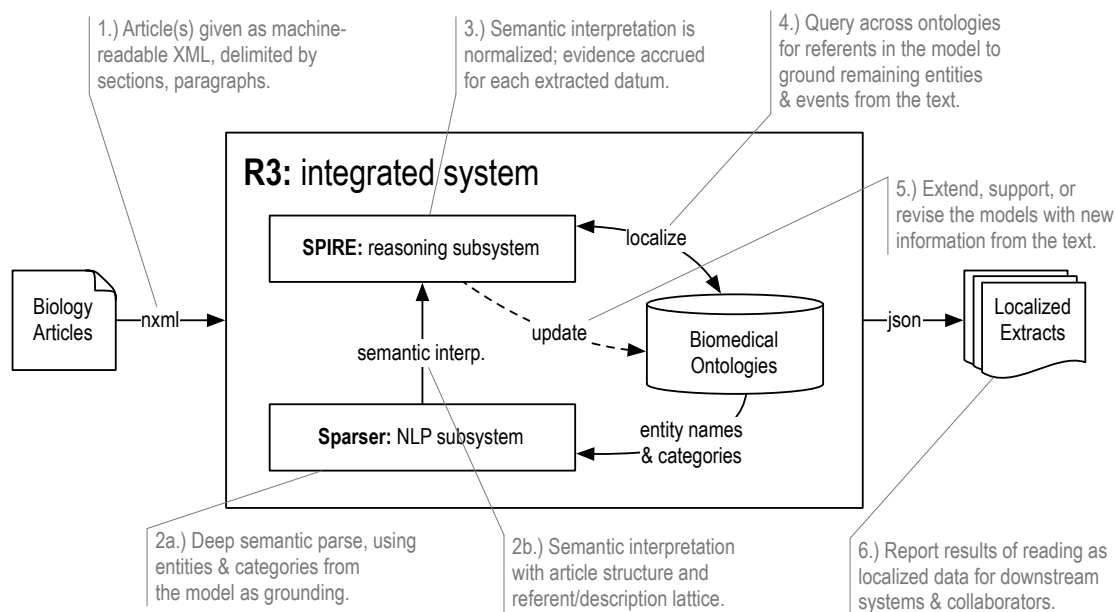 1.) Article(s) given as machine-
readable XML, delimited by
sections, paragraphs.
3.) Semantic interpretation is
normalized; evidence accrued
for each extracted datum.
4.) Query across ontologies
for referents in the model to
ground remaining entities
& events from the text.
R3: integrated system
5.) Extend, support, or
revise the models with new
information from the text.
SPIRE: reasoning subsystem
localize
Biology
Articles
nxml
update
semantic interp.
Biomedical
Ontologies
json
Localized
Extracts
Sparser: NLP subsystem
entity names
& categories
2a.) Deep semantic parse, using
entities & categories from
the model as grounding.
2b.) Semantic interpretation
with article structure and
referent/description lattice.
6.) Report results of reading as
localized data for downstream
systems & collaborators.